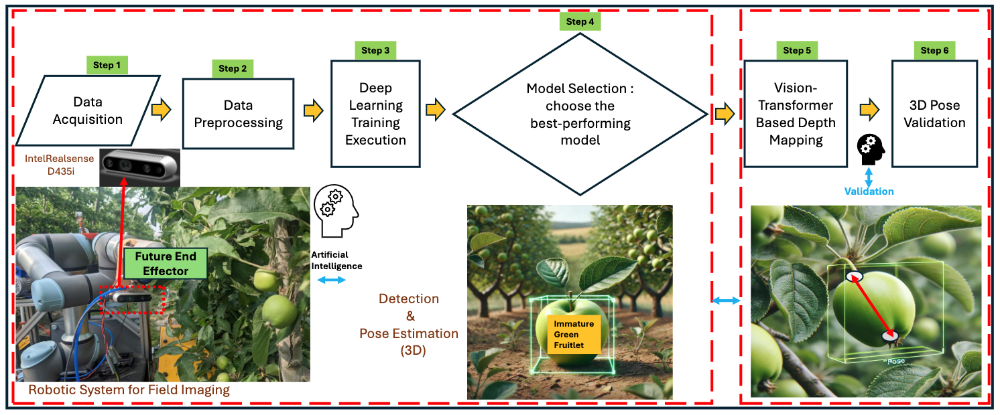 Step 1
Data
Acquisition
Step 2
Data
Preprocessing
Step 3
Deep
Learning
Training
Execution
Step 4
Model Selection :
choose the
best-performing
model
Step 5
Vision-
Transformer
Based Depth
Mapping
Step 6
3D Pose
Validation
IntelRealsense
D435i
Future End
Effector
Robotic System for Field Imaging
Artificial
Intelligence
Detection
&
Pose Estimation
(3D)
Immature
Green
Fruitlet
Validation
"Pose